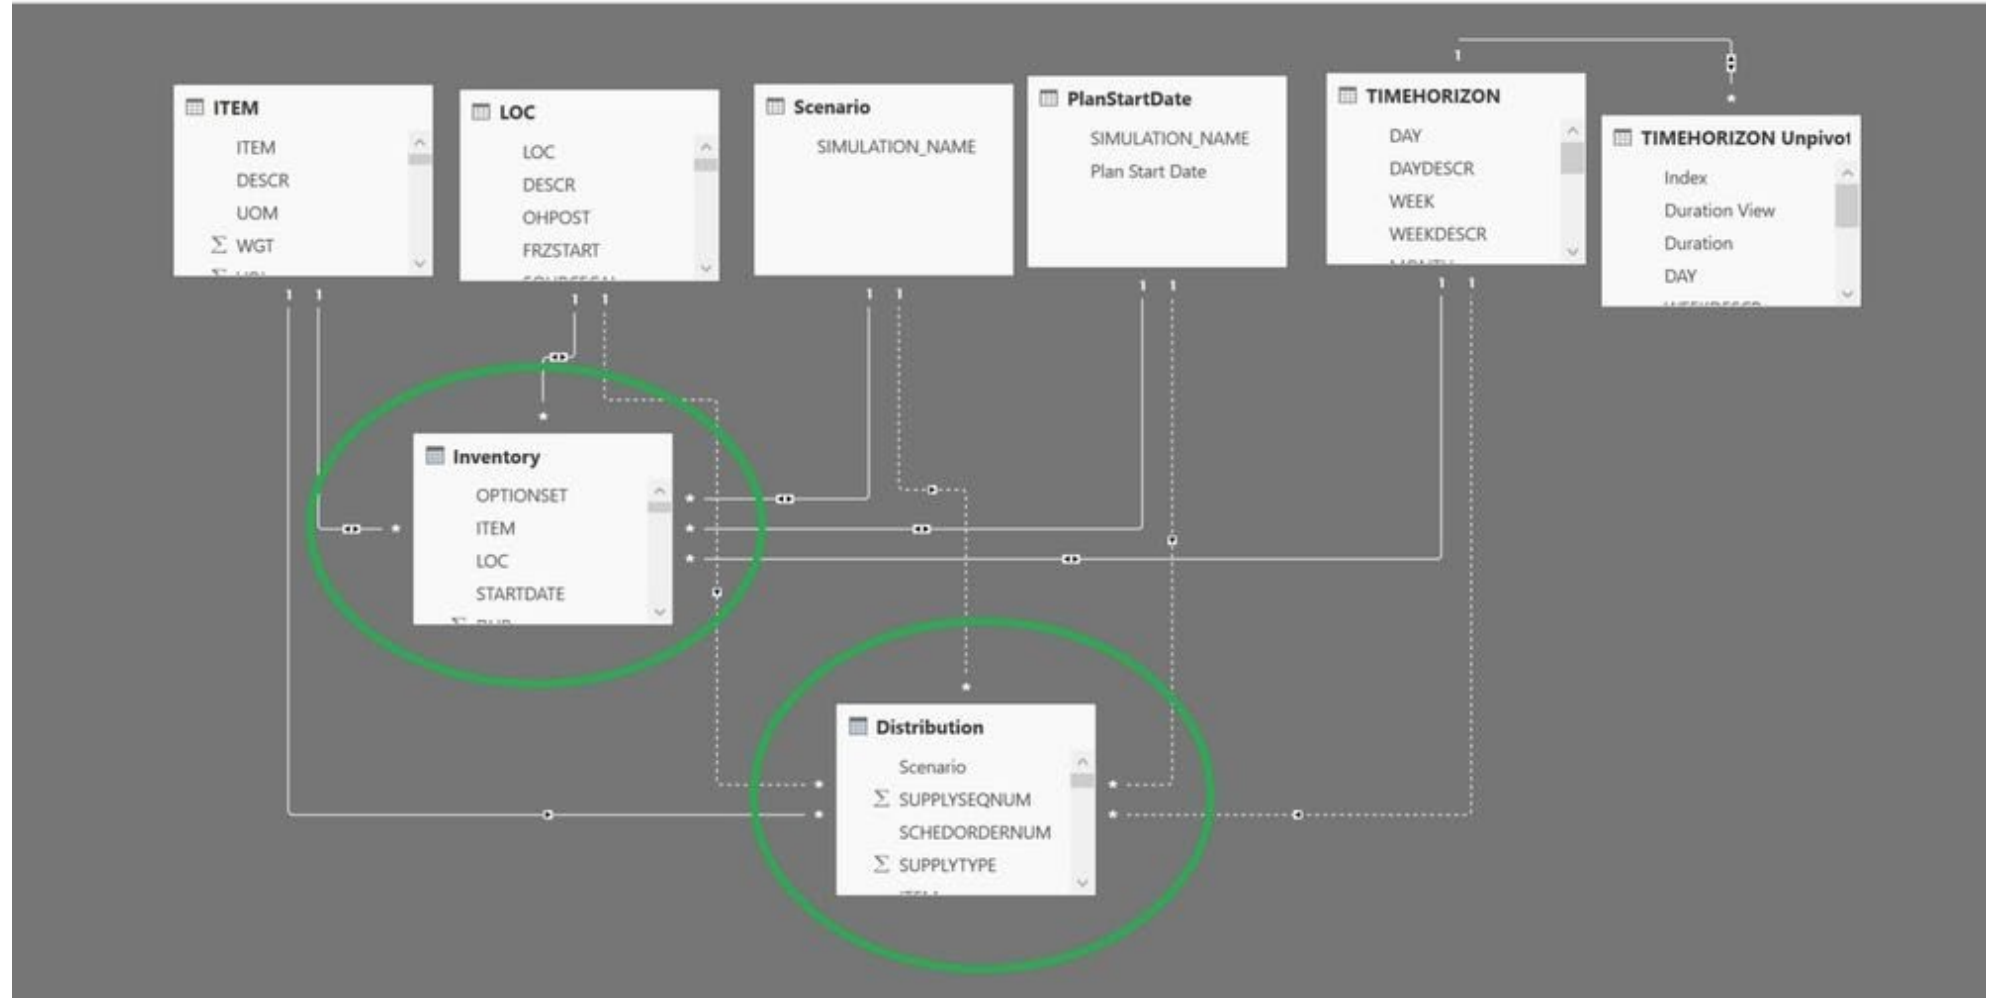 ITEM
ITEM
DESCR
UOM
Σ WGT
LOC
LOC
DESCR
OHPOST
FRZSTART
Scenario
SIMULATION_NAME
PlanStartDate
SIMULATION_NAME
Plan Start Date
TIMEHORIZON
DAY
DAYDESCR
WEEK
WEEKDESCR
TIMEHORIZON Unpivot
Index
Duration View
Duration
DAY
1
*
1 1
1 1
1 1
1 1
1 1
*
*
*
*
*
Inventory
OPTIONSET
ITEM
LOC
STARTDATE
*
*
*
*
*
Distribution
Scenario
Σ SUPPLYSEQNUM
SCHEDORDERNUM
Σ SUPPLYTYPE